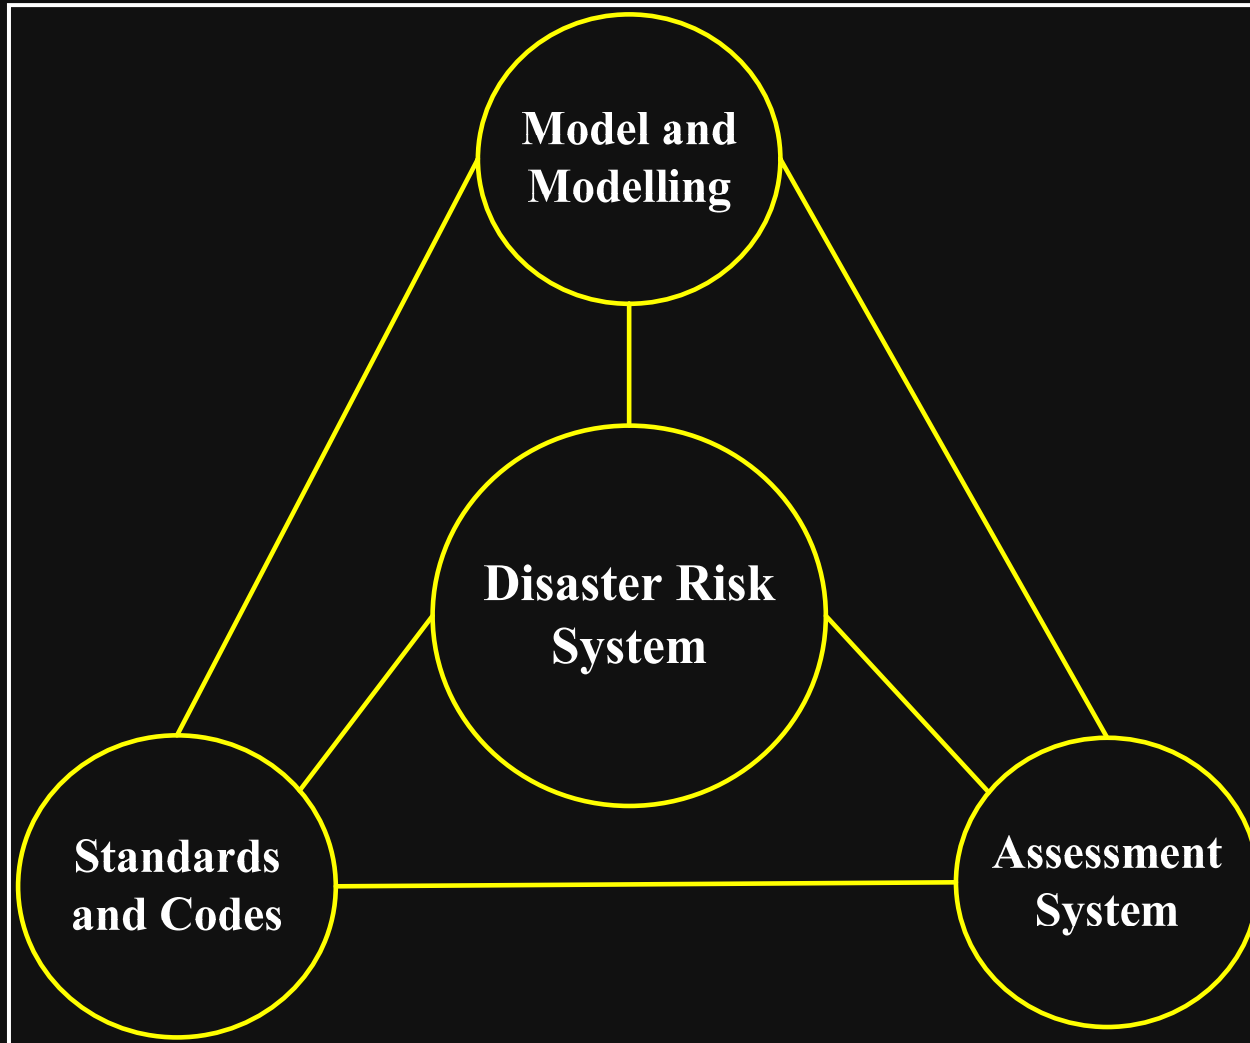 Model and
Modelling
Disaster Risk
System
Standards
and Codes
Assessment
System